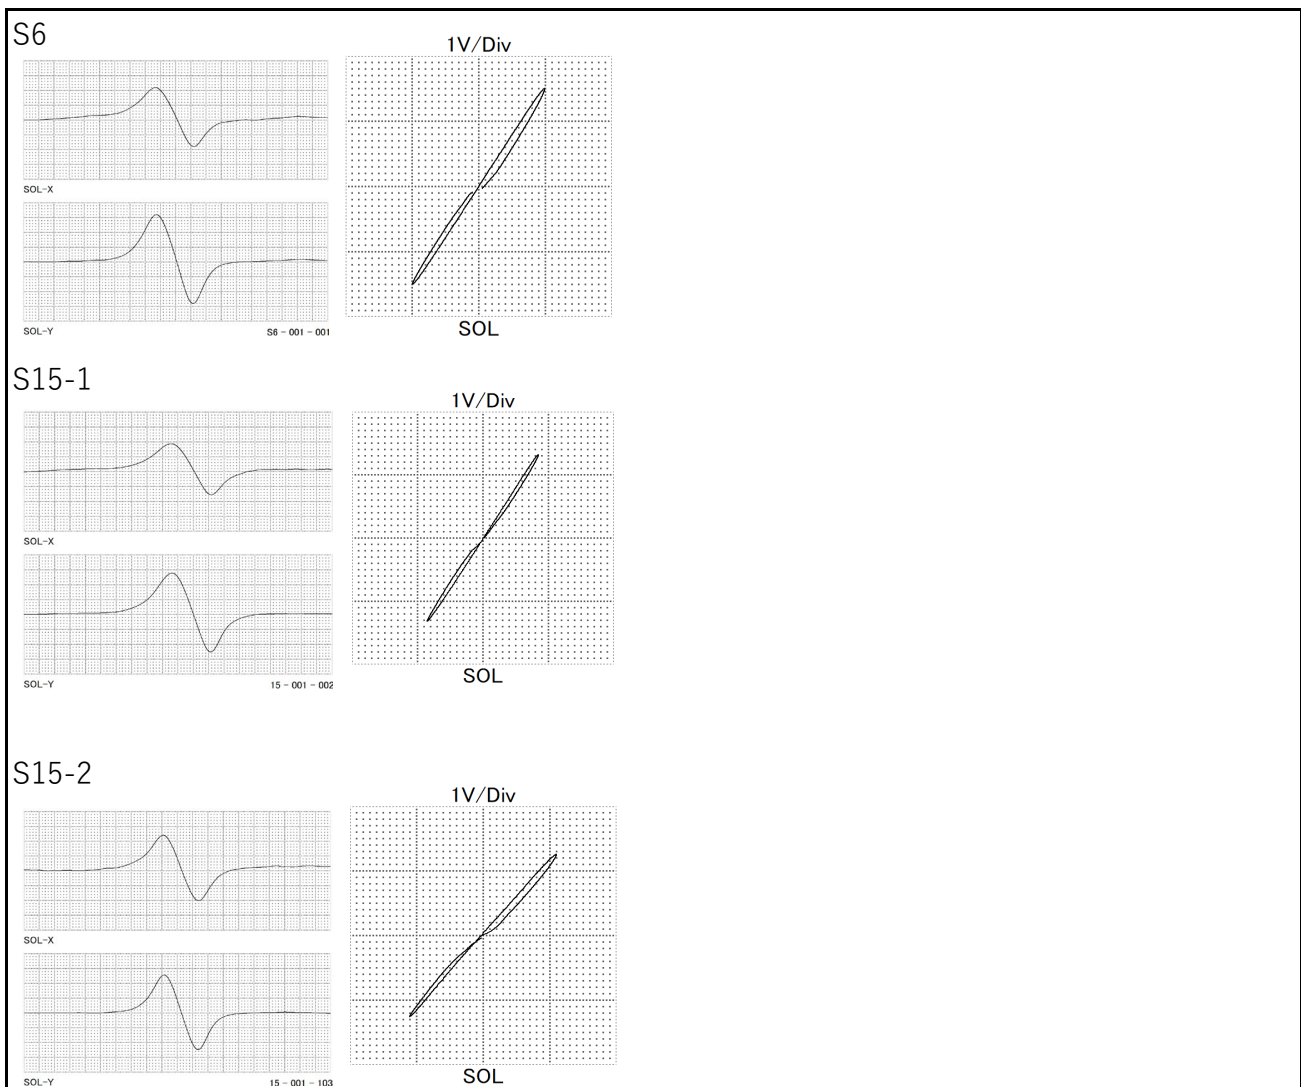 S6
1V/Div
SOL-X
SOL-Y
S6 - 001 - 001
SOL
S15-1
1V/Div
SOL-X
SOL-Y
15 - 001 - 002
SOL
S15-2
1V/Div
SOL-X
SOL-Y
15 - 001 - 103
SOL